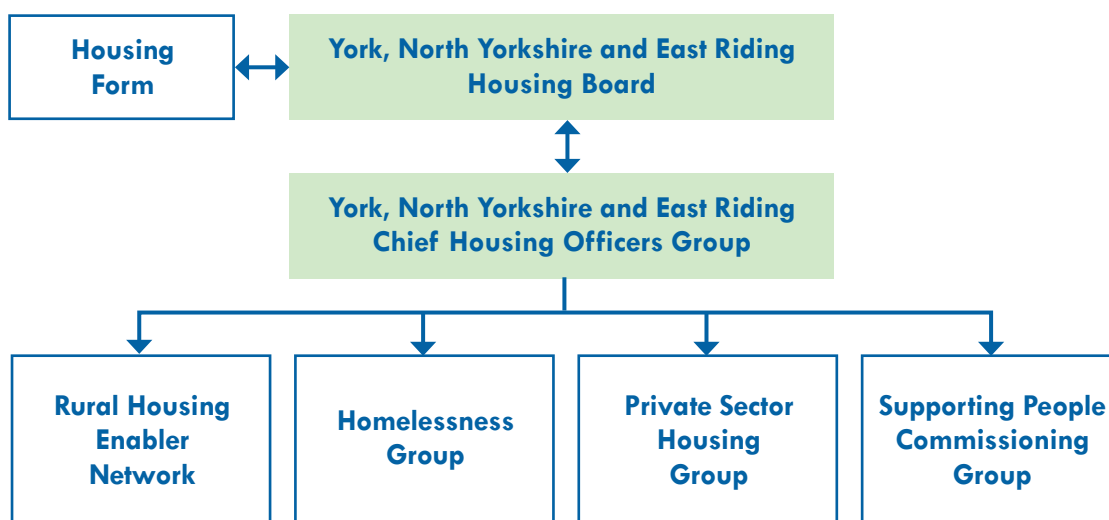 Housing
Form
York, North Yorkshire and East Riding
Housing Board
York, North Yorkshire and East Riding
Chief Housing Officers Group
Rural Housing
Enabler
Network
Homelessness
Group
Private Sector
Housing
Group
Supporting People
Commissioning
Group